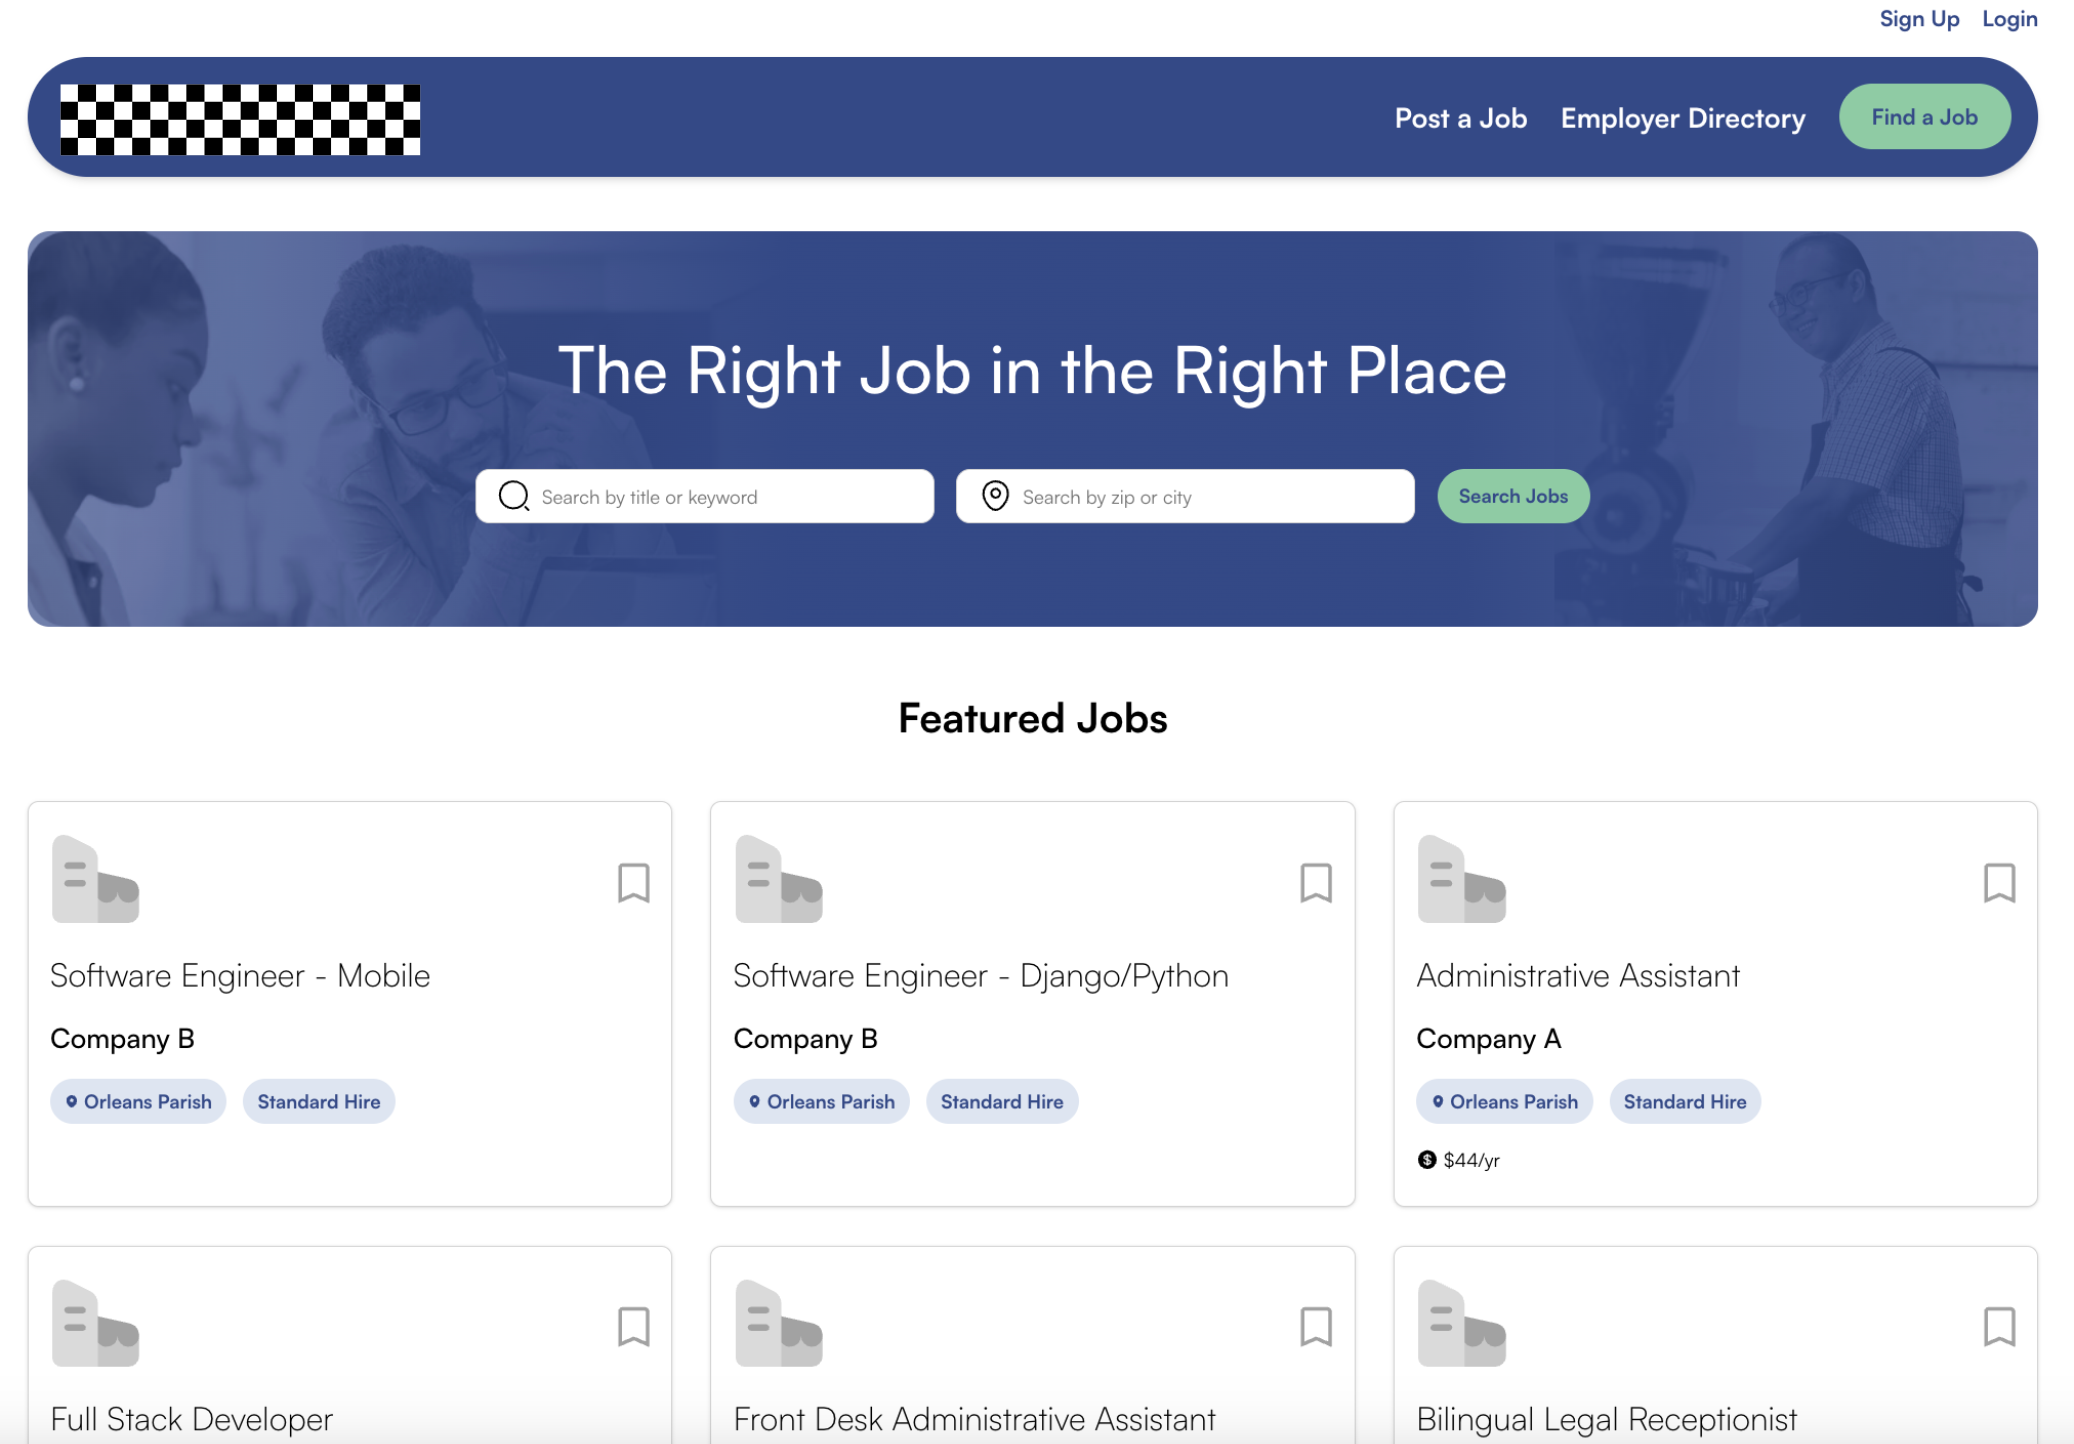 Sign Up Login
Post a Job Employer Directory Find a Job
The Right Job in the Right Place
Search by title or keyword Search by zip or city Search Jobs
Featured Jobs
Software Engineer - Mobile
Company B
Orleans Parish Standard Hire
Software Engineer - Django/Python
Company B
Orleans Parish Standard Hire
Administrative Assistant
Company A
Orleans Parish Standard Hire
$44/yr
Full Stack Developer
Front Desk Administrative Assistant
Bilingual Legal Receptionist